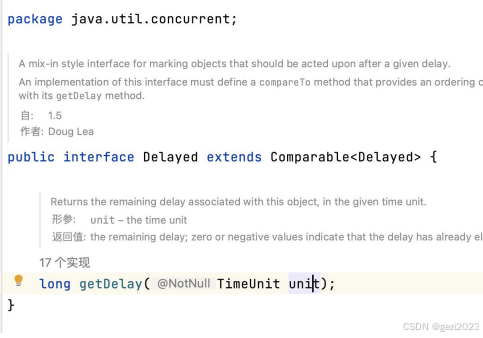 package java.util.concurrent;
A mix-in style interface for marking objects that should be acted upon after a given delay.
An implementation of this interface must define a compareTo method that provides an ordering c
with its getDelay method.
自: 1.5
作者: Doug Lea
public interface Delayed extends Comparable<Delayed> {
Returns the remaining delay associated with this object, in the given time unit.
形参: unit – the time unit
返回值: the remaining delay; zero or negative values indicate that the delay has already el
17 个实现
long getDelay( @NotNull TimeUnit unit);
}
CSDN @gezi2023